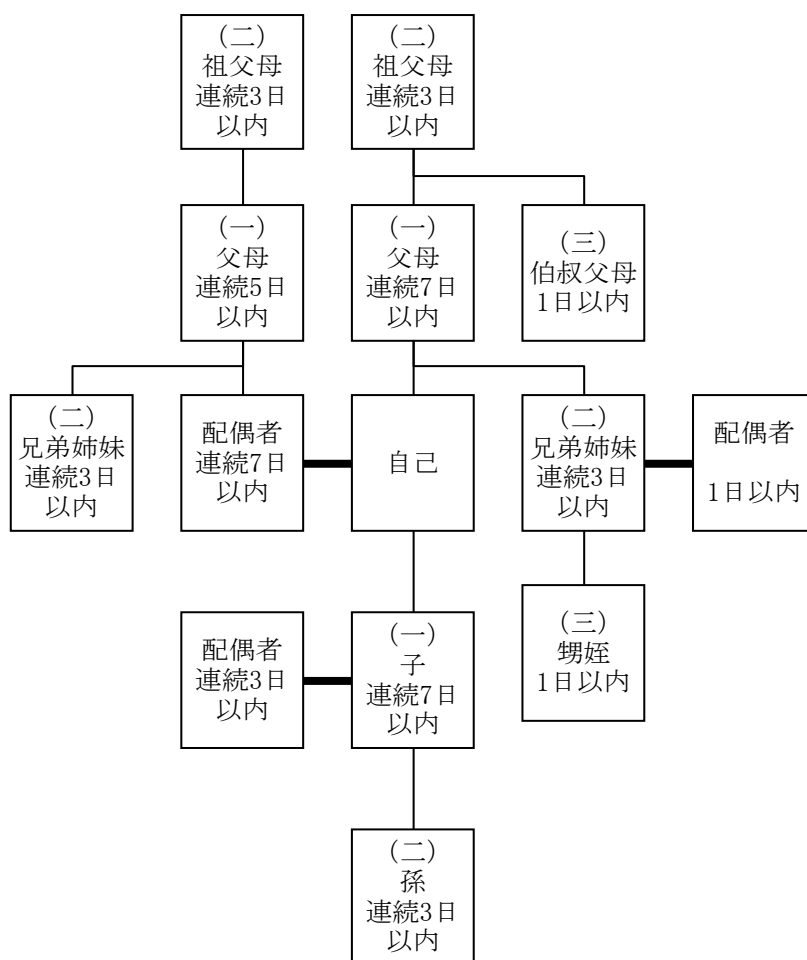 (二)
祖父母
連続3日
以内
(二)
祖父母
連続3日
以内
(一)
父母
連続5日
以内
(一)
父母
連続7日
以内
(三)
伯叔父母
1日以内
(二)
兄弟姉妹
連続3日
以内
配偶者
連続7日
以内
自己
(二)
兄弟姉妹
連続3日
以内
配偶者
1日以内
配偶者
連続3日
以内
(一)
子
連続7日
以内
(三)
甥姪
1日以内
(二)
孫
連続3日
以内